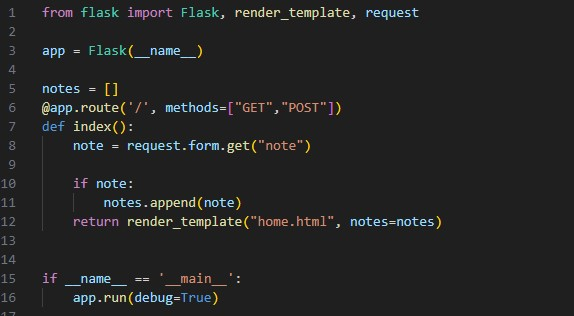 1 from flask import Flask, render_template, request
2
3 app = Flask(__name__)
4
5 notes = []
6 @app.route('/', methods=["GET","POST"])
7 def index():
8     note = request.form.get("note")
9
10     if note:
11         notes.append(note)
12     return render_template("home.html", notes=notes)
13
14
15 if __name__ == '__main__':
16     app.run(debug=True)
17